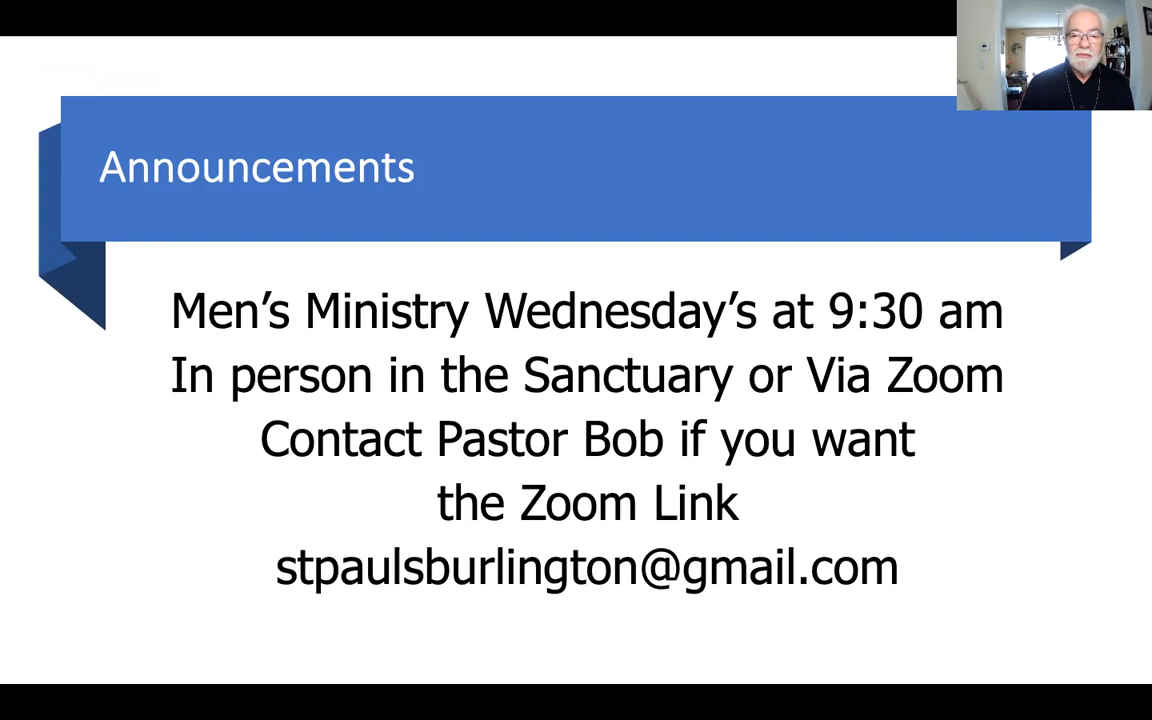 Announcements
Men’s Ministry Wednesday’s at 9:30 am
In person in the Sanctuary or Via Zoom
Contact Pastor Bob if you want
the Zoom Link
stpaulsburlington@gmail.com